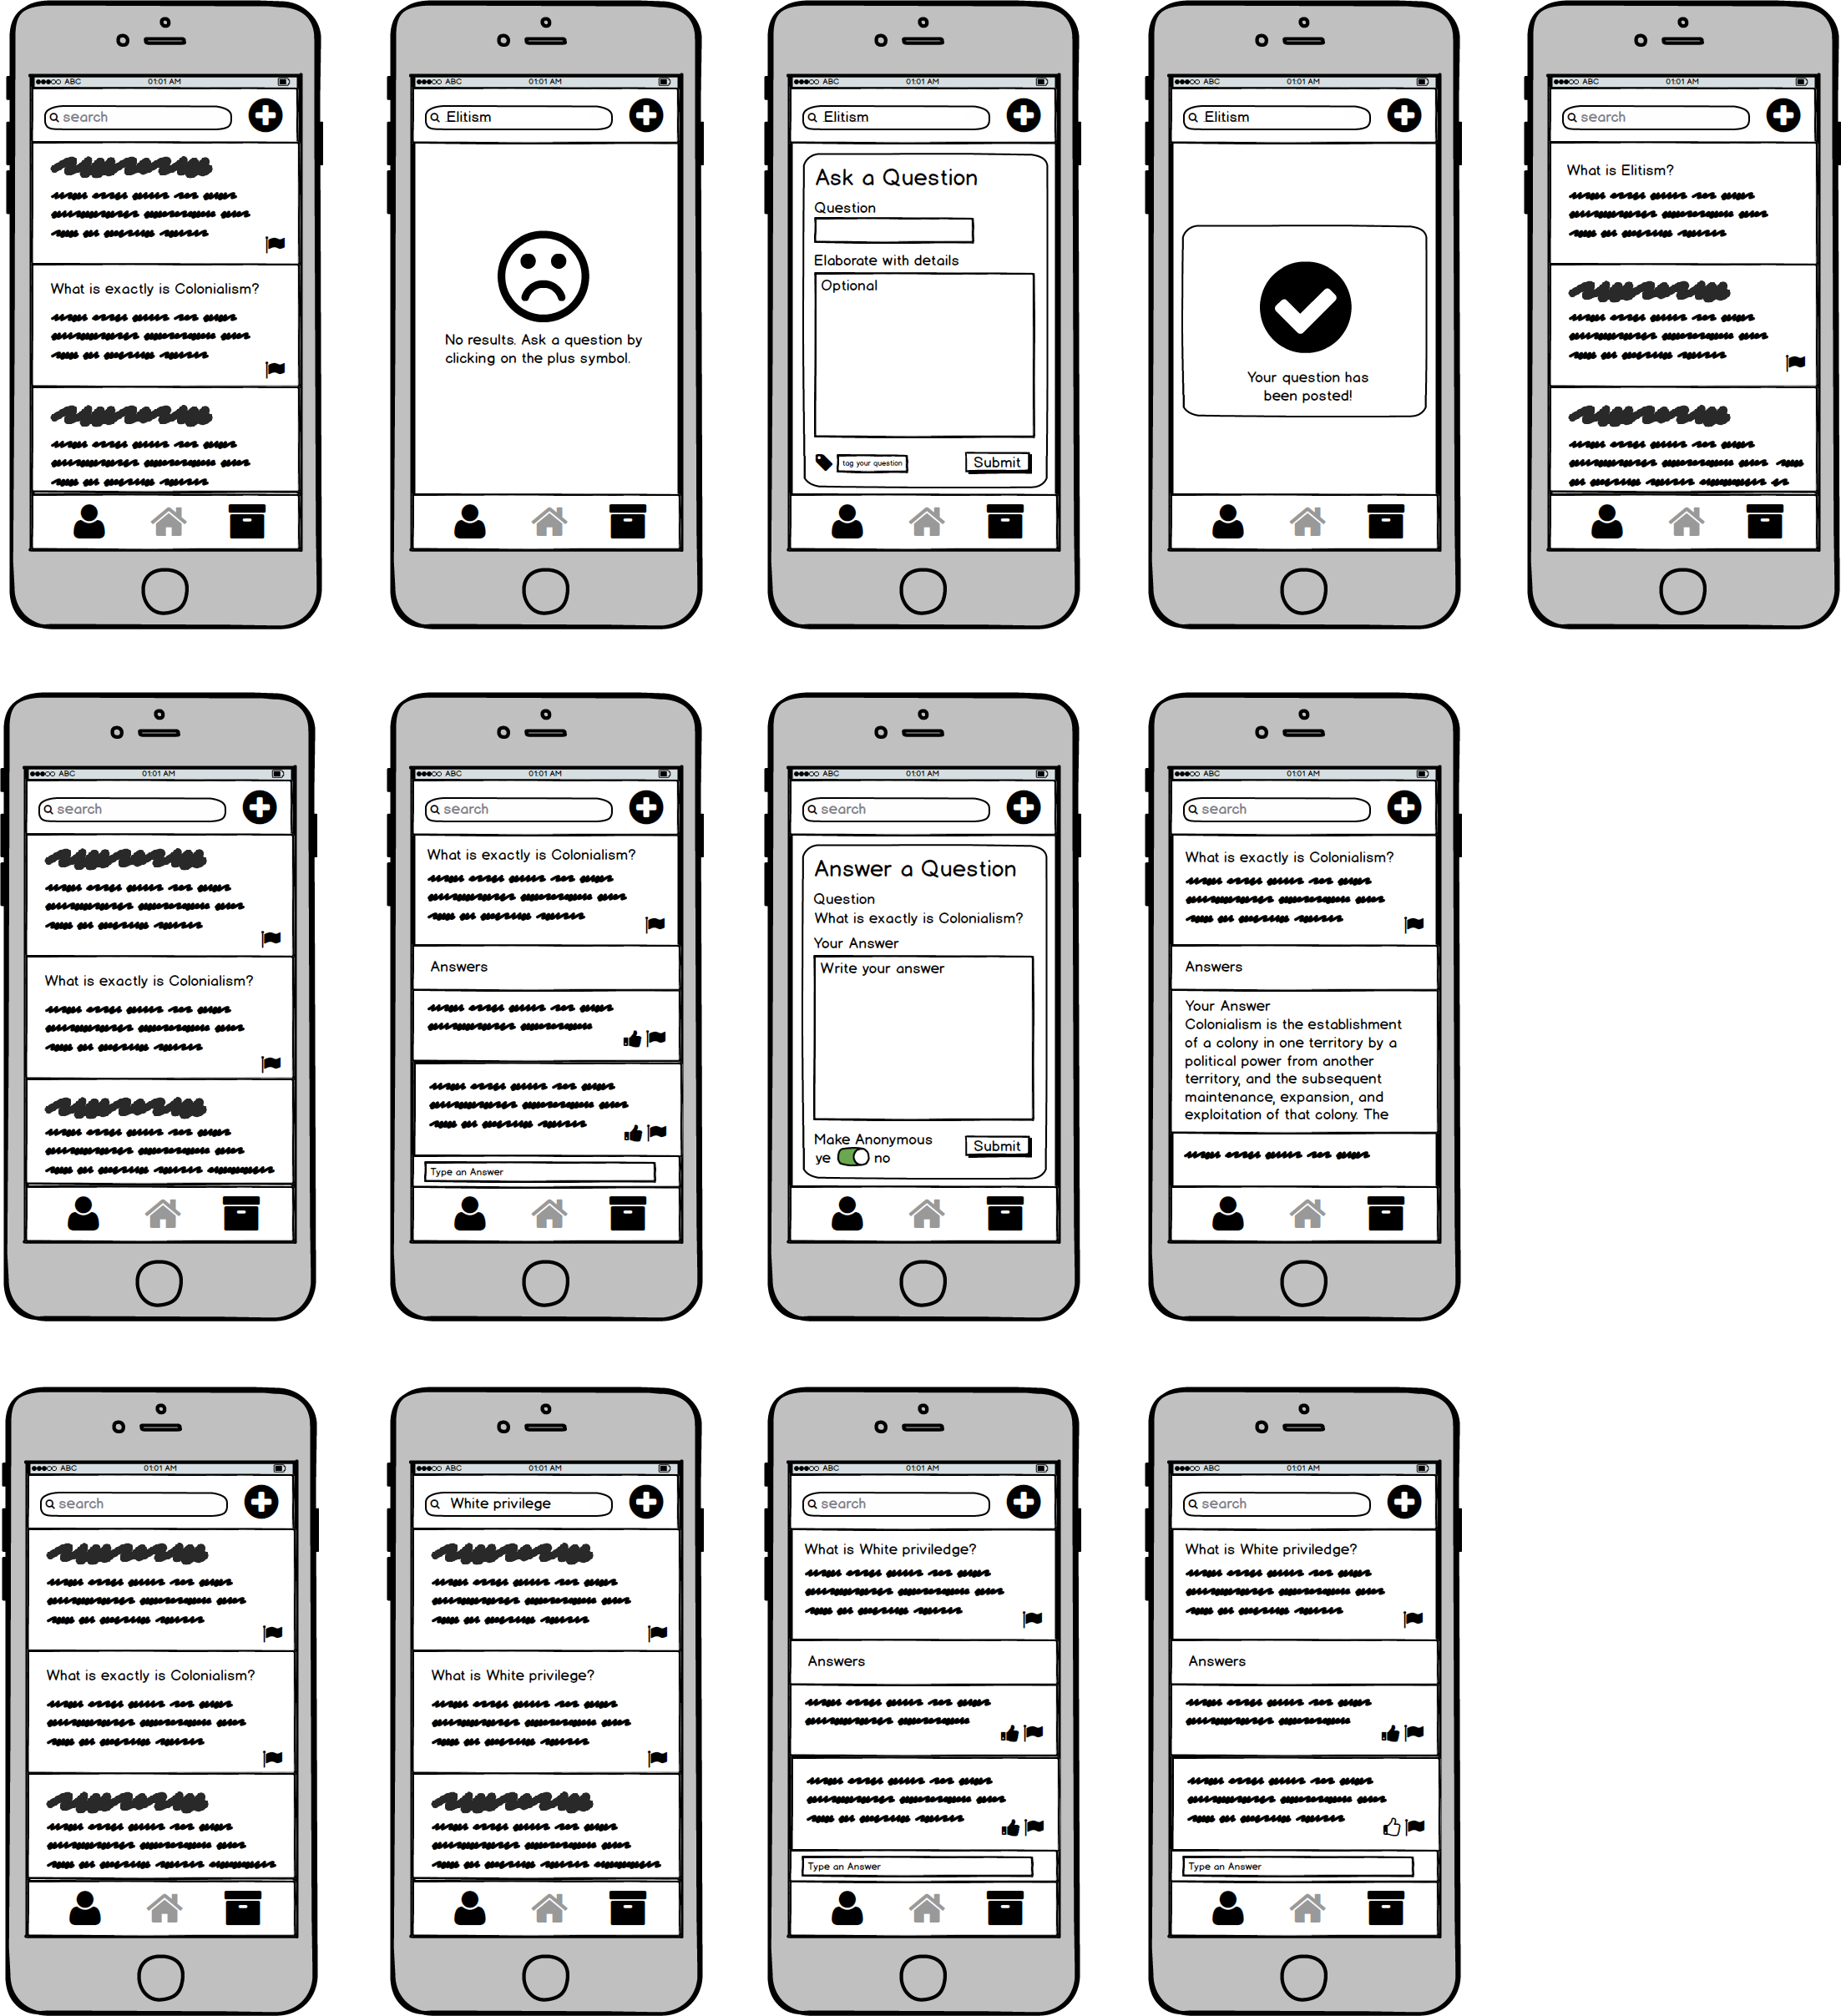 ABC 01:01 AM
search
What is exactly is Colonialism?
ABC 01:01 AM
Elitism
No results. Ask a question by
clicking on the plus symbol.
ABC 01:01 AM
Elitism
Ask a Question
Question
Elaborate with details
Optional
tag your question
Submit
ABC 01:01 AM
Elitism
Your question has
been posted!
ABC 01:01 AM
search
What is Elitism?
ABC 01:01 AM
search
What is exactly is Colonialism?
ABC 01:01 AM
search
What is exactly is Colonialism?
Answers
Type an Answer
ABC 01:01 AM
search
Answer a Question
Question
What is exactly is Colonialism?
Your Answer
Write your answer
Make Anonymous
ye no
Submit
ABC 01:01 AM
search
What is exactly is Colonialism?
Answers
Your Answer
Colonialism is the establishment
of a colony in one territory by a
political power from another
territory, and the subsequent
maintenance, expansion, and
exploitation of that colony. The
ABC 01:01 AM
search
What is exactly is Colonialism?
ABC 01:01 AM
White privilege
What is White privilege?
ABC 01:01 AM
search
What is White priviledge?
Answers
Type an Answer
ABC 01:01 AM
search
What is White priviledge?
Answers
Type an Answer